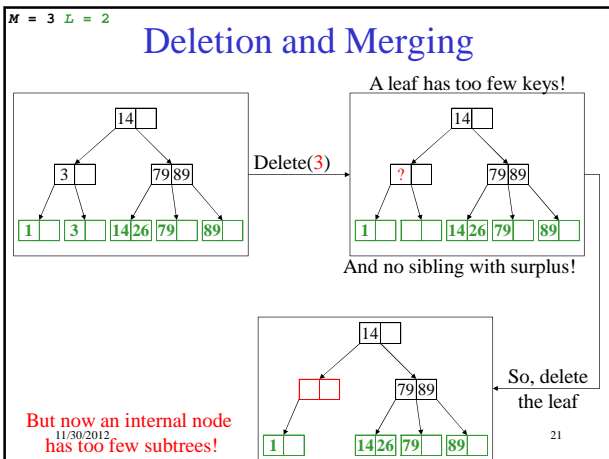 M = 3 L = 2
Deletion and Merging
A leaf has too few keys!
14
3
79 89
1
3
14 26
79
89
Delete(3)
14
?
79 89
1
14 26
79
89
And no sibling with surplus!
14
79 89
1
14 26
79
89
So, delete
the leaf
But now an internal node
has too few subtrees!
11/30/2012
21